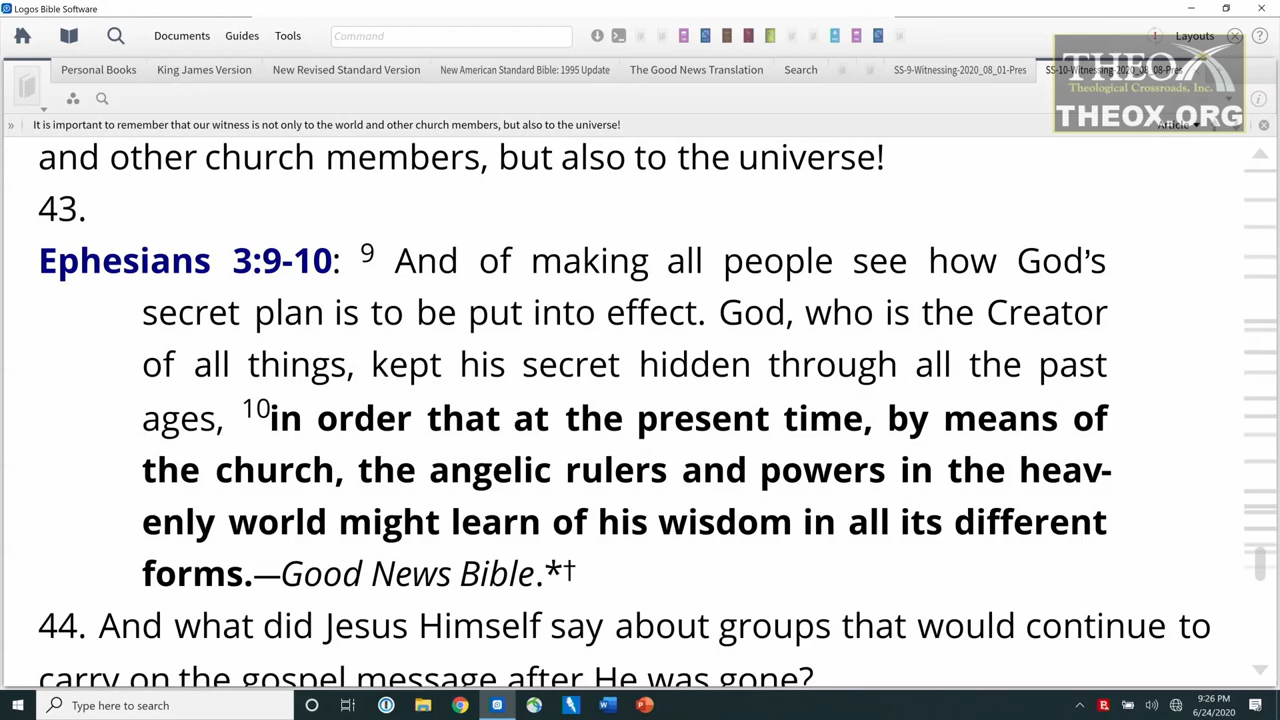 Logos Bible Software
Documents Guides Tools Command Layouts
Personal Books King James Version New Revised Stan can Standard Bible: 1995 Update The Good News Translation Search SS-9-Witnessing-2020_08_01-Pres SS-10-Witnessing-2020_08_08-Pres
THEOX
Theological Crossroads, Inc.
THEOX.ORG
It is important to remember that our witness is not only to the world and other church members, but also to the universe! Article
and other church members, but also to the universe!
43.
Ephesians 3:9-10: 9 And of making all people see how God's
secret plan is to be put into effect. God, who is the Creator
of all things, kept his secret hidden through all the past
ages, 10in order that at the present time, by means of
the church, the angelic rulers and powers in the heav-
enly world might learn of his wisdom in all its different
forms.—Good News Bible.*†
44. And what did Jesus Himself say about groups that would continue to
carry on the gospel message after He was gone?
Type here to search
9:26 PM
6/24/2020